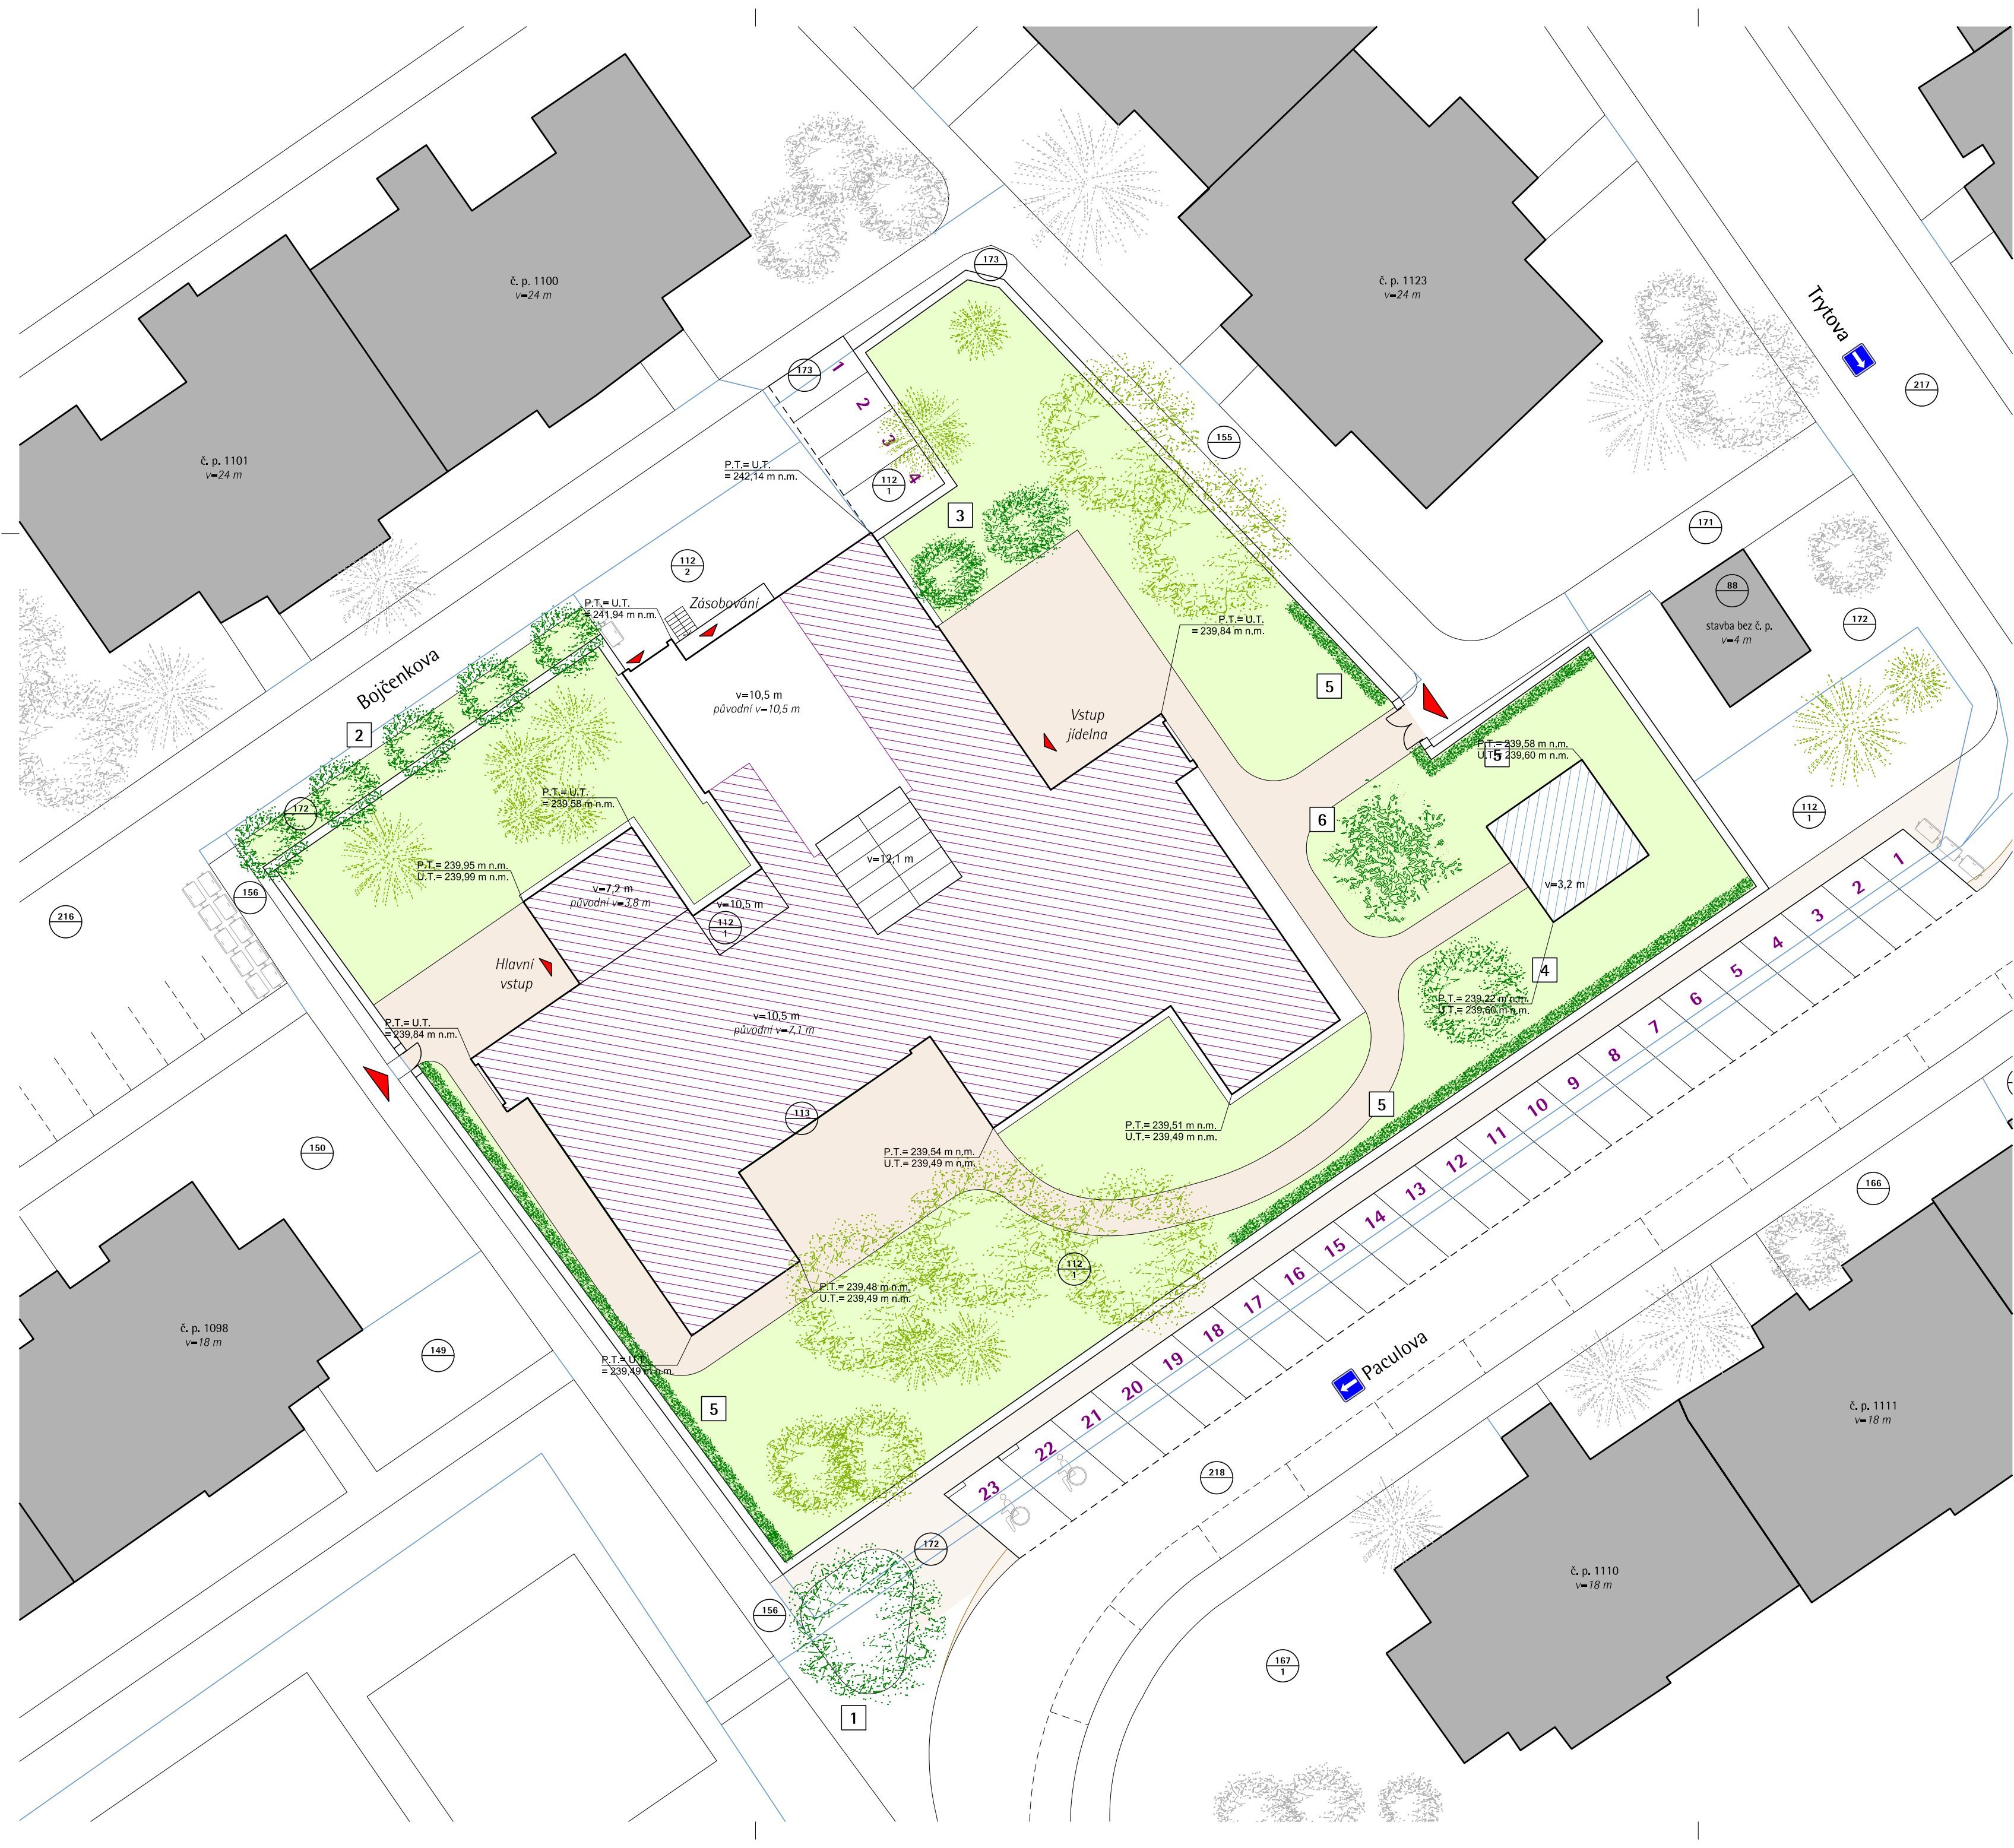 173
č. p. 1100
v=24 m
č. p. 1123
v=24 m
Trytova
217
173
1
2
3
4
155
č. p. 1101
v=24 m
P.T.= U.T.
= 242,14 m n.m.
112
1
3
171
112
2
88
stavba bez č. p.
v=4 m
172
P.T.= U.T.
= 241,94 m n.m.
Zásobování
P.T.= U.T.
= 239,84 m n.m.
Bojčenkova
2
v=10,5 m
původní v=10,5 m
5
Vstup
jídelna
P.T.= 239,58 m n.m.
U.T.= 239,60 m n.m.
5
172
P.T.= U.T.
= 239,58 m n.m.
6
112
1
v=12,1 m
P.T.= 239,95 m n.m.
U.T.= 239,99 m n.m.
v=7,2 m
původní v=3,8 m
v=10,5 m
112
1
v=3,2 m
156
216
Hlavní
vstup
4
P.T.= 239,22 m n.m.
U.T.= 239,60 m n.m.
v=10,5 m
původní v=7,1 m
P.T.= U.T.
= 239,84 m n.m.
1
2
3
4
5
6
7
8
9
10
11
12
13
14
15
16
17
18
19
20
21
22
23
113
5
150
P.T.= 239,51 m n.m.
U.T.= 239,49 m n.m.
P.T.= 239,54 m n.m.
U.T.= 239,49 m n.m.
166
112
1
P.T.= 239,48 m n.m.
U.T.= 239,49 m n.m.
č. p. 1098
v=18 m
149
P.T.= U.T.
= 239,49 m n.m.
Paculova
5
č. p. 1111
v=18 m
218
172
č. p. 1110
v=18 m
156
167
1
1